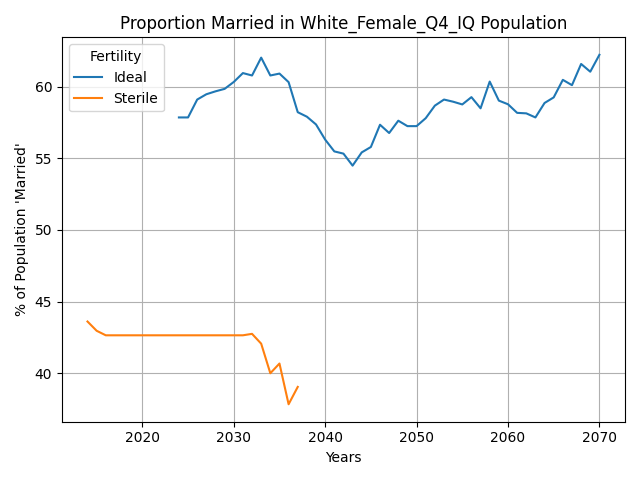 Proportion Married in White_Female_Q4_IQ Population
Fertility
Ideal
Sterile
% of Population 'Married'
60
55
50
45
40
2020 2030 2040 2050 2060 2070
Years